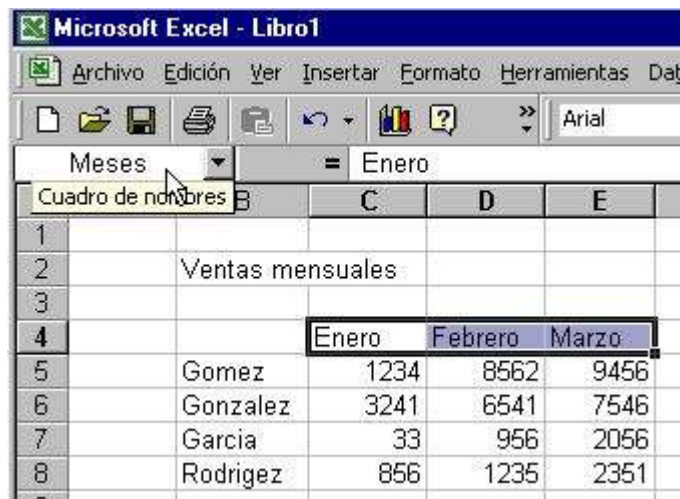 Microsoft Excel - Libro1
Archivo Edición Ver Insertar Formato Herramientas Dat
Arial
Meses = Enero
Cuadro de nombres B C D E
1
2 Ventas mensuales
3
4 Enero Febrero Marzo
5 Gomez 1234 8562 9456
6 Gonzalez 3241 6541 7546
7 Garcia 33 956 2056
8 Rodrigez 856 1235 2351